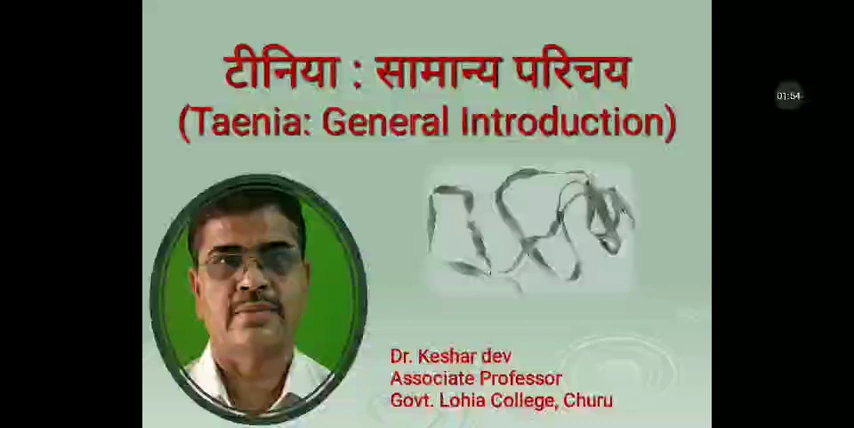 टीनिया : सामान्य परिचय
(Taenia: General Introduction)
01:54
Dr. Keshar dev
Associate Professor
Govt. Lohia College, Churu